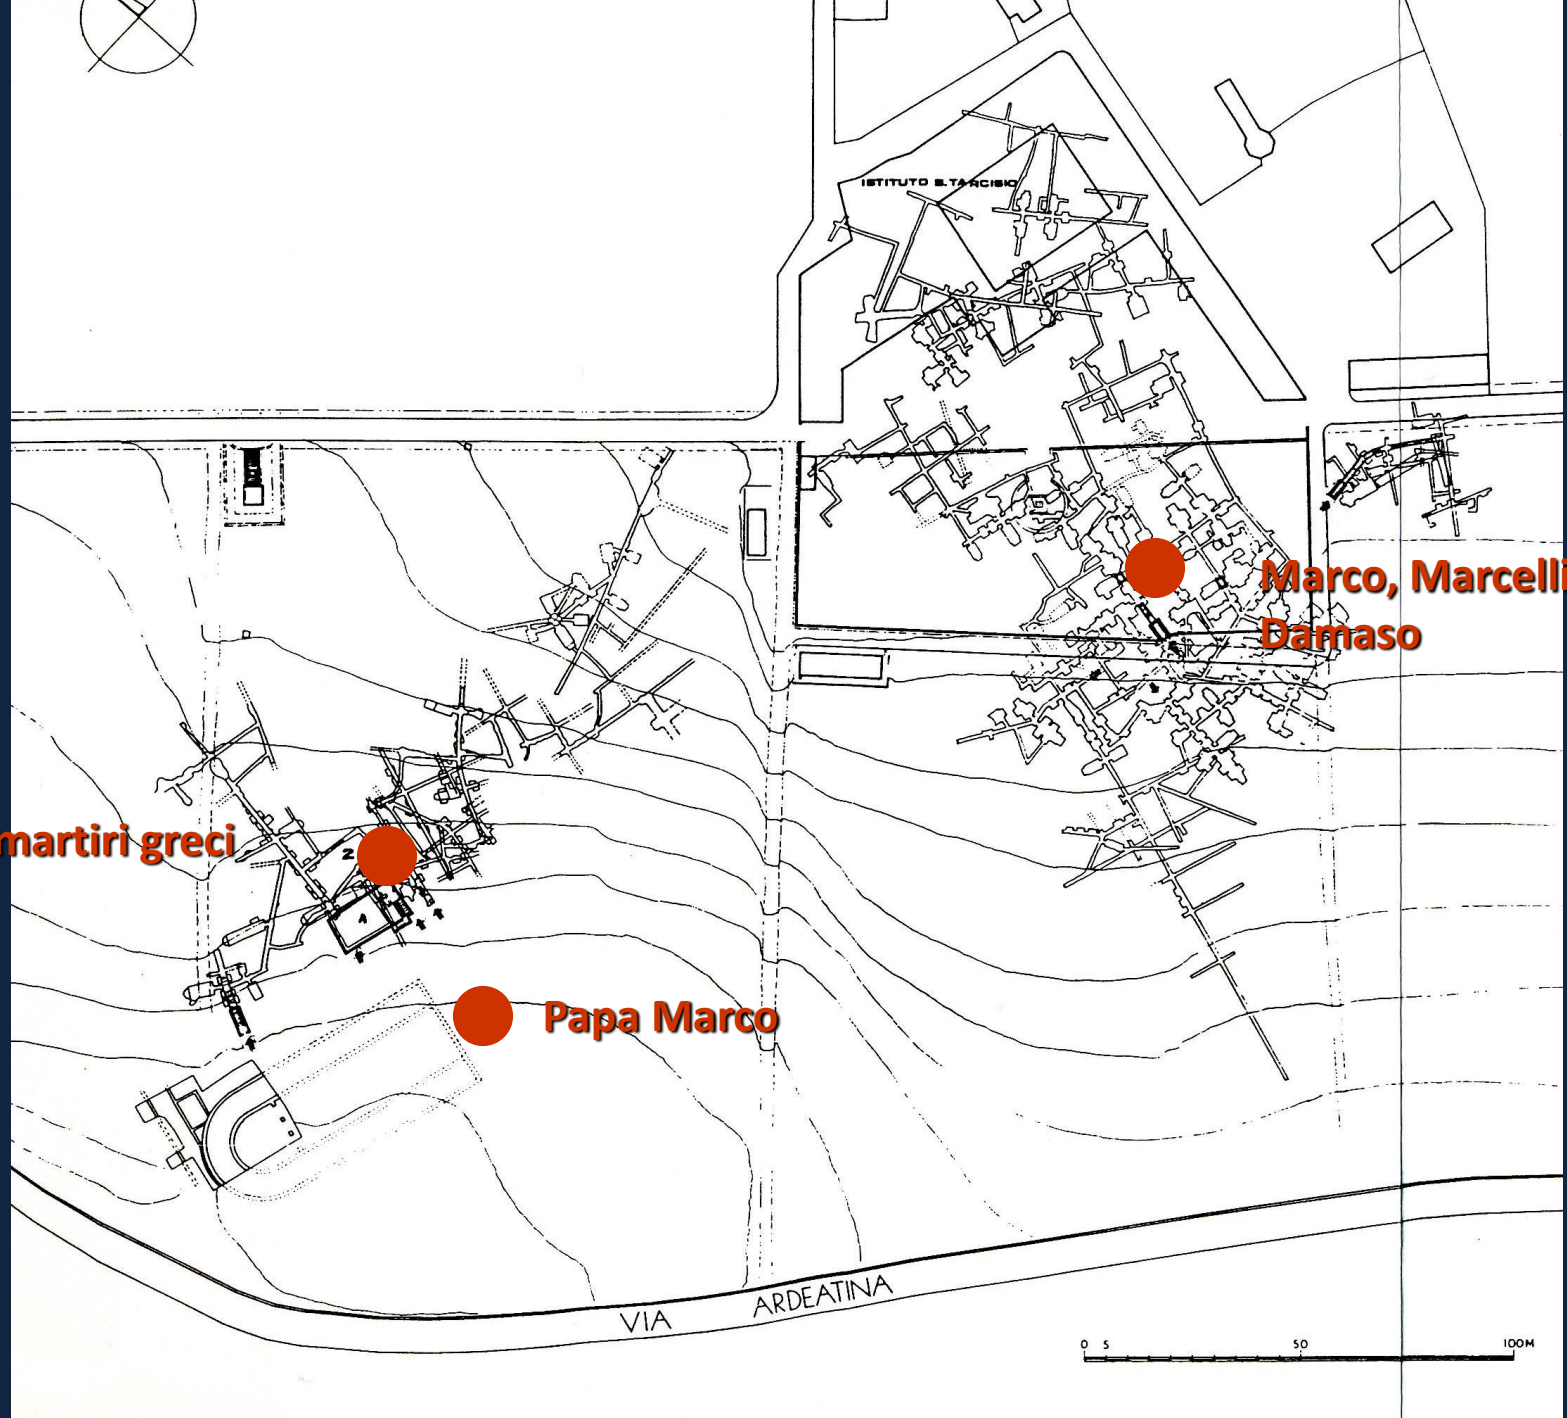 ISTITUTO S. TARCISIO
Marco, Marcelli
Damaso
martiri greci
2
1
Papa Marco
VIA ARDEATINA
0 5 50 100M